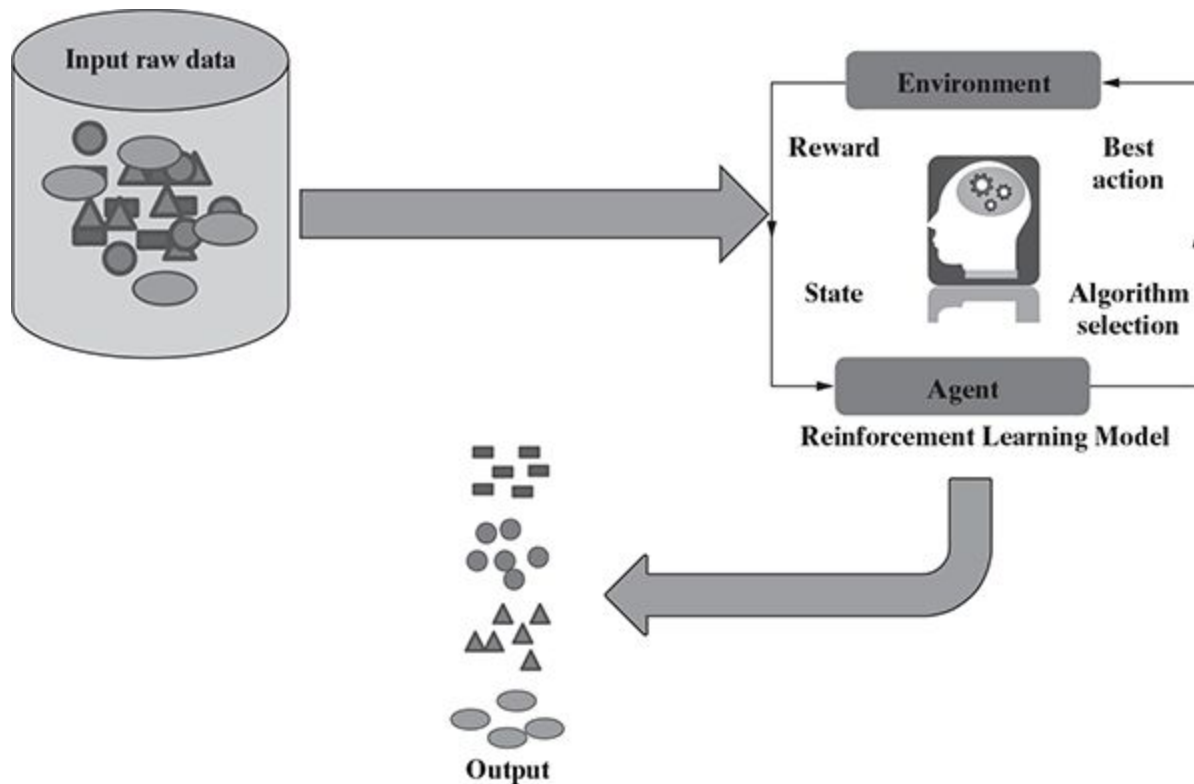 Input raw data
Environment
Reward
Best
action
State
Algorithm
selection
Agent
Reinforcement Learning Model
Output